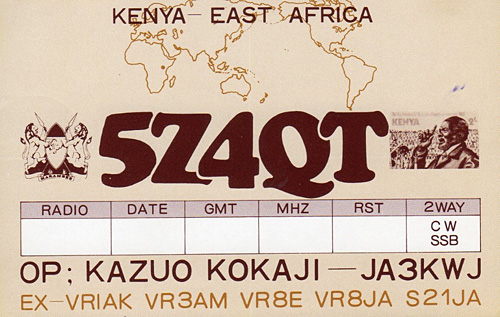 KENYA - EAST AFRICA
5Z4QT
KENYA
RADIO DATE GMT MHZ RST 2WAY
CW
SSB
OP; KAZUO KOKAJI — JA3KWJ
EX-VRIAK VR3AM VR8E VR8JA S21JA